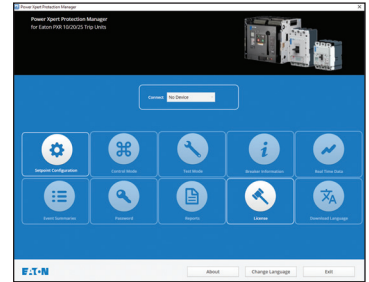 Power Xpert Protection Manager
Power Xpert Protection Manager
for Eaton PXR 10/20/25 Trip Units
Connect No Device
Setpoint Configuration
Control Mode
Test Mode
Breaker Information
Real Time Data
Event Summaries
Password
Reports
License
Download Language
EATON
About
Change Language
Exit